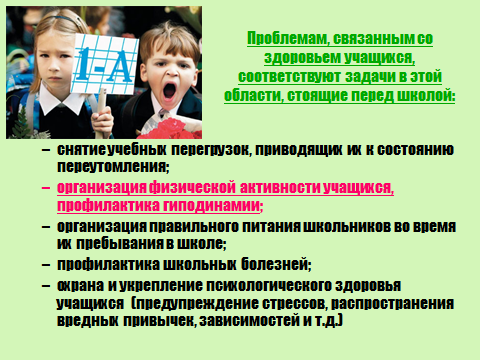 1-А
Проблемам, связанным со
здоровьем учащихся,
соответствуют задачи в этой
области, стоящие перед школой:
– снятие учебных перегрузок, приводящих их к состоянию
переутомления;
– организация физической активности учащихся,
профилактика гиподинамии;
– организация правильного питания школьников во время
их пребывания в школе;
– профилактика школьных болезней;
– охрана и укрепление психологического здоровья
учащихся (предупреждение стрессов, распространения
вредных привычек, зависимостей и т.д.)